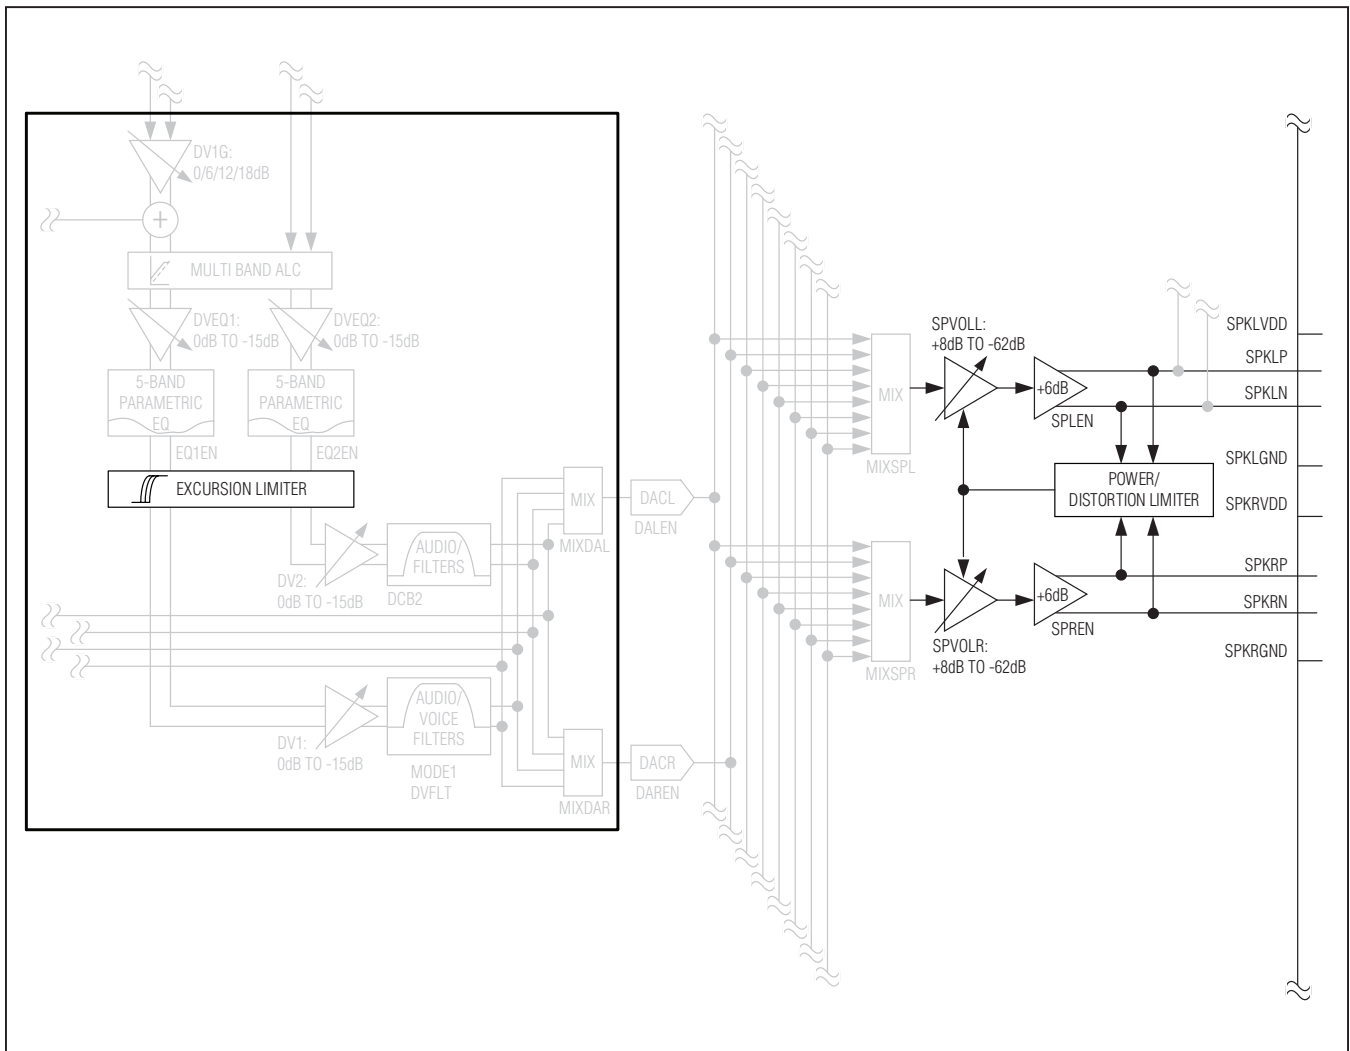 DV1G:
0/6/12/18dB
+
MULTI BAND ALC
DVEQ1:
0dB TO -15dB
DVEQ2:
0dB TO -15dB
5-BAND
PARAMETRIC
EQ
EQ1EN
5-BAND
PARAMETRIC
EQ
EQ2EN
EXCURSION LIMITER
DV2:
0dB TO -15dB
AUDIO/
FILTERS
DCB2
MIX
MIXDAL
DACL
DALEN
DV1:
0dB TO -15dB
AUDIO/
VOICE
FILTERS
MODE1
DVFLT
MIX
MIXDAR
DACR
DAREN
MIX
MIXSPL
MIX
MIXSPR
SPVOLL:
+8dB TO -62dB
+6dB
SPLEN
POWER/
DISTORTION LIMITER
+6dB
SPREN
SPVOLR:
+8dB TO -62dB
SPKLVDD
SPKLP
SPKLN
SPKLGND
SPKRVDD
SPKRP
SPKRN
SPKRGND